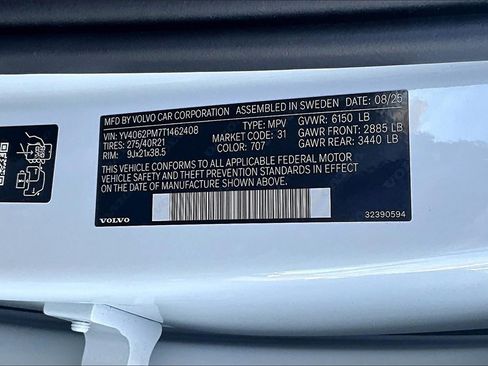 MFD BY VOLVO CAR CORPORATION ASSEMBLED IN SWEDEN DATE: 08/25
VIN: YV4062PM7T1462408 TYPE: MPV GVWR: 6150 LB
TIRES: 275/40R21 MARKET CODE: 31 GAWR FRONT: 2885 LB
RIM: 9Jx21x38.5 COLOR: 707 GAWR REAR: 3440 LB
THIS VEHICLE CONFORMS TO ALL APPLICABLE FEDERAL MOTOR
VEHICLE SAFETY AND THEFT PREVENTION STANDARDS IN EFFECT
ON THE DATE OF MANUFACTURE SHOWN ABOVE.
VOLVO 32390594